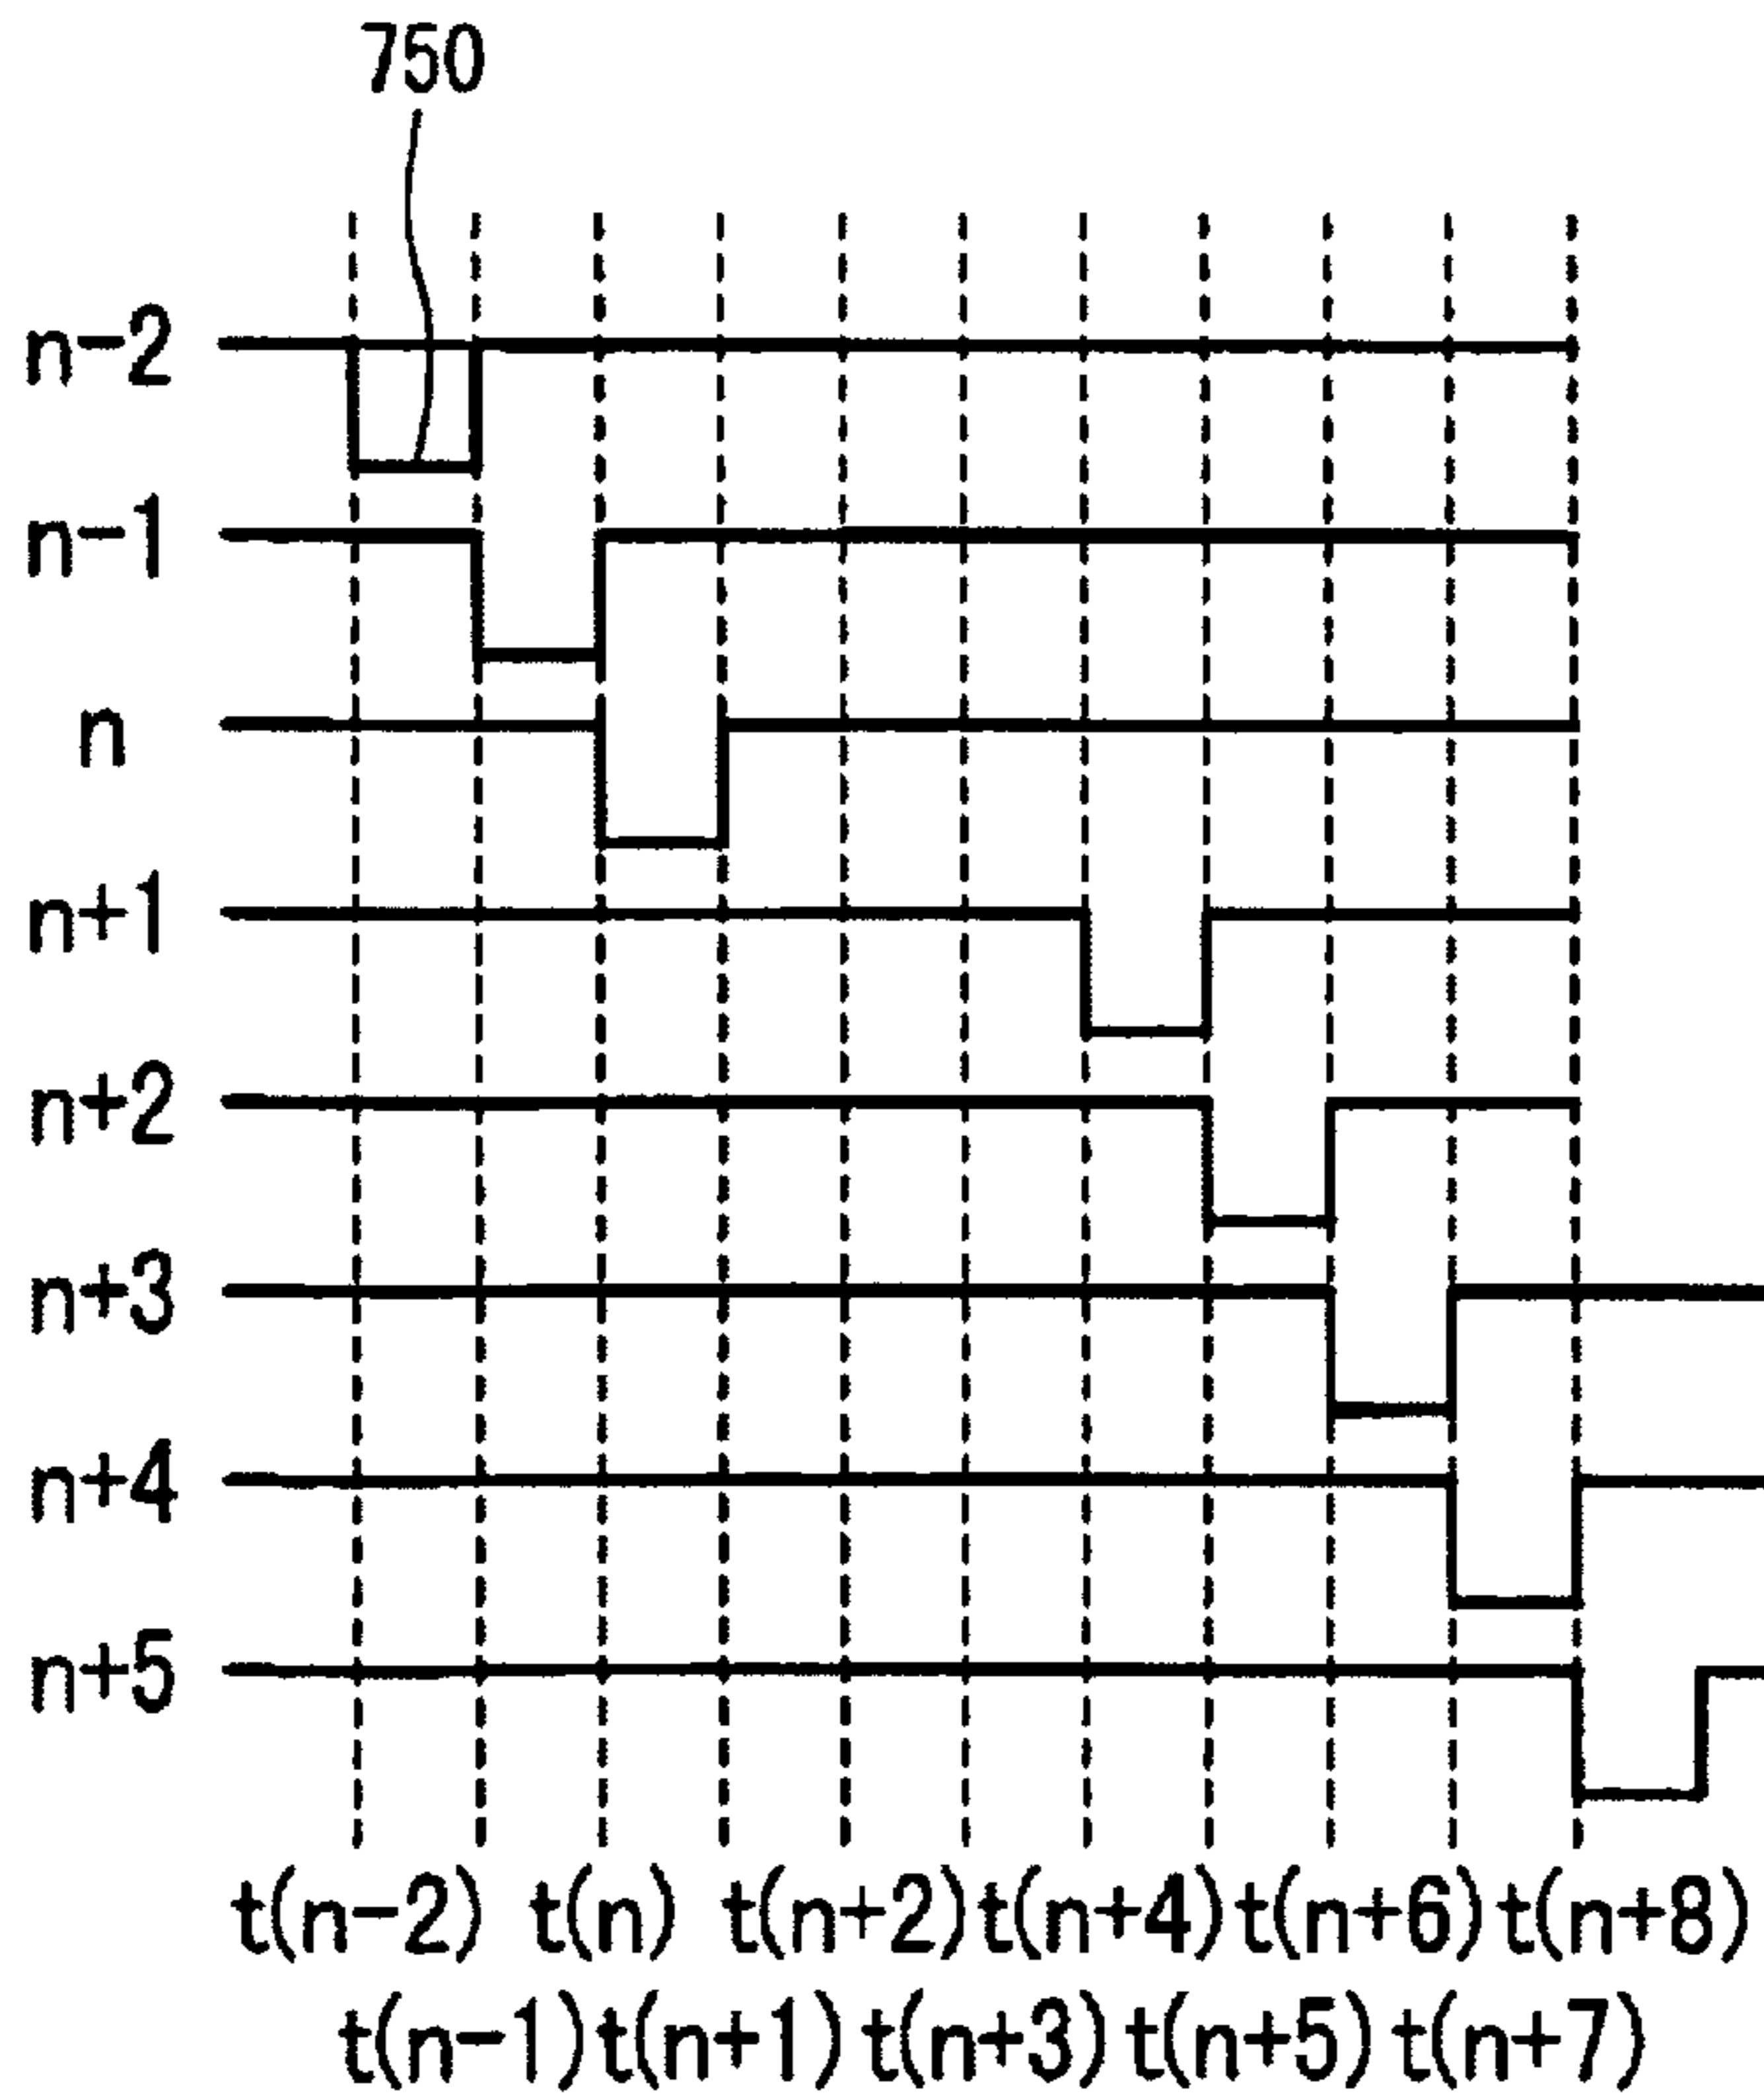 750
n-2
n-1
n
n+1
n+2
n+3
n+4
n+5
t(n-2) t(n) t(n+2) t(n+4) t(n+6) t(n+8)
t(n-1) t(n+1) t(n+3) t(n+5) t(n+7)